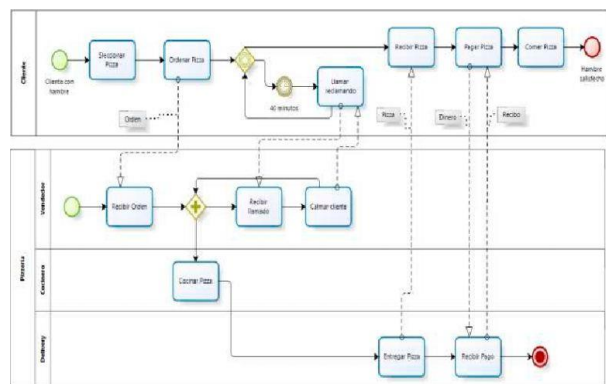 Cliente
Cliente con
hambre
Seleccionar
Pizza
Ordenar Pizza
40 minutos
Llamar
reclamando
Recibir Pizza
Pagar Pizza
Comer Pizza
Hambre
satisfecho
Orden
Pizza
Dinero
Recibo
Pizzería
Vendedor
Recibir Orden
Recibir
llamado
Calmar cliente
Cocinero
Cocinar Pizza
Delivery
Entregar Pizza
Recibir Pago